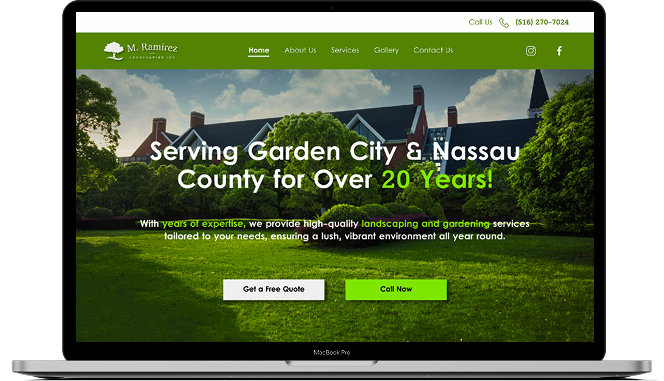 Call Us (516) 270-7024
M. Ramirez
LANDSCAPING INC
Home About Us Services Gallery Contact Us
Serving Garden City & Nassau
County for Over 20 Years!
With years of expertise, we provide high-quality landscaping and gardening services
tailored to your needs, ensuring a lush, vibrant environment all year round.
Get a Free Quote Call Now
MacBook Pro